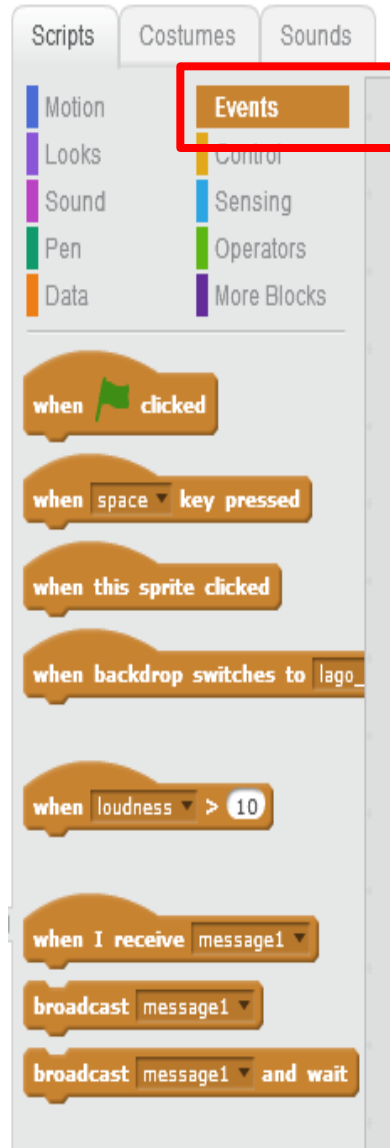 Scripts Costumes Sounds
Motion Events
Looks Control
Sound Sensing
Pen Operators
Data More Blocks
when clicked
when space key pressed
when this sprite clicked
when backdrop switches to lago_
when loudness > 10
when I receive message1
broadcast message1
broadcast message1 and wait